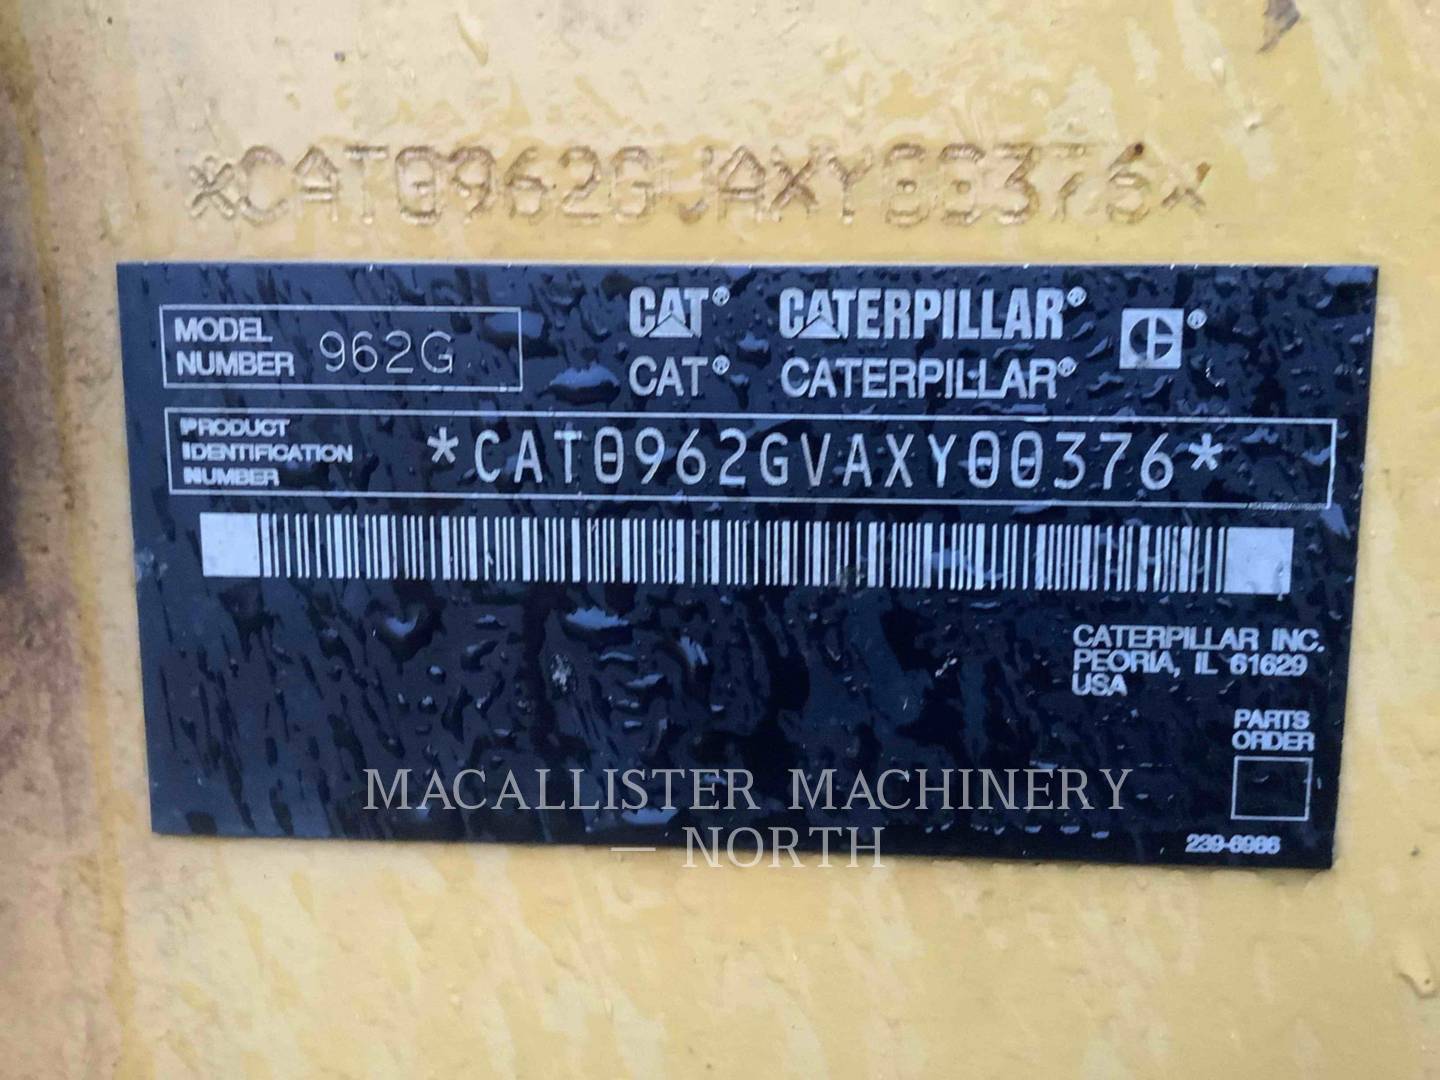 *CAT0962GVAXY00376*
MODEL
NUMBER 962G
CAT® CATERPILLAR® ®
CAT® CATERPILLAR®
PRODUCT
IDENTIFICATION
NUMBER
*CAT0962GVAXY00376*
CATERPILLAR INC.
PEORIA, IL 61629
USA
PARTS
ORDER
MACALLISTER MACHINERY
— NORTH
239-6986